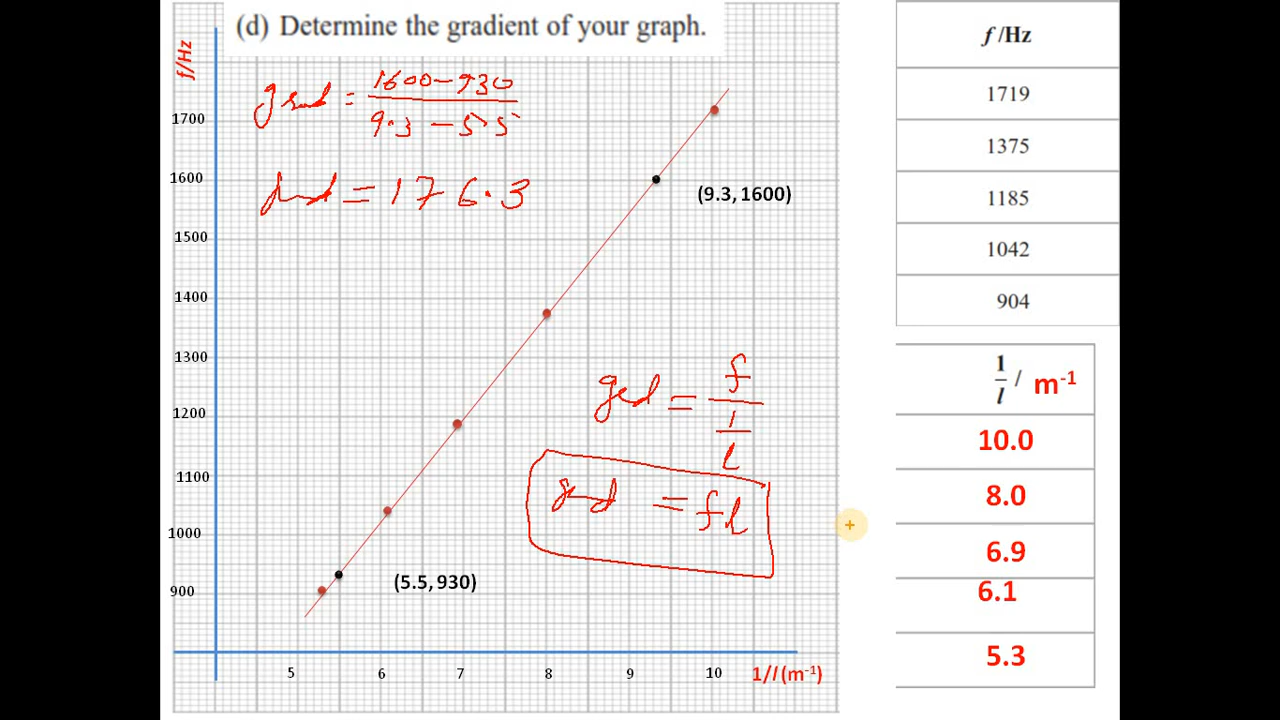 (d) Determine the gradient of your graph.
f/Hz
grad = 1600-930
9.3 - 5.5
grad = 176.3
1700
1600
1500
1400
1300
1200
1100
1000
900
(9.3, 1600)
(5.5, 930)
grd = f
1
l
grd = fl
5 6 7 8 9 10 1/l (m-1)
f /Hz
1719
1375
1185
1042
904
1
l / m-1
10.0
8.0
6.9
6.1
5.3